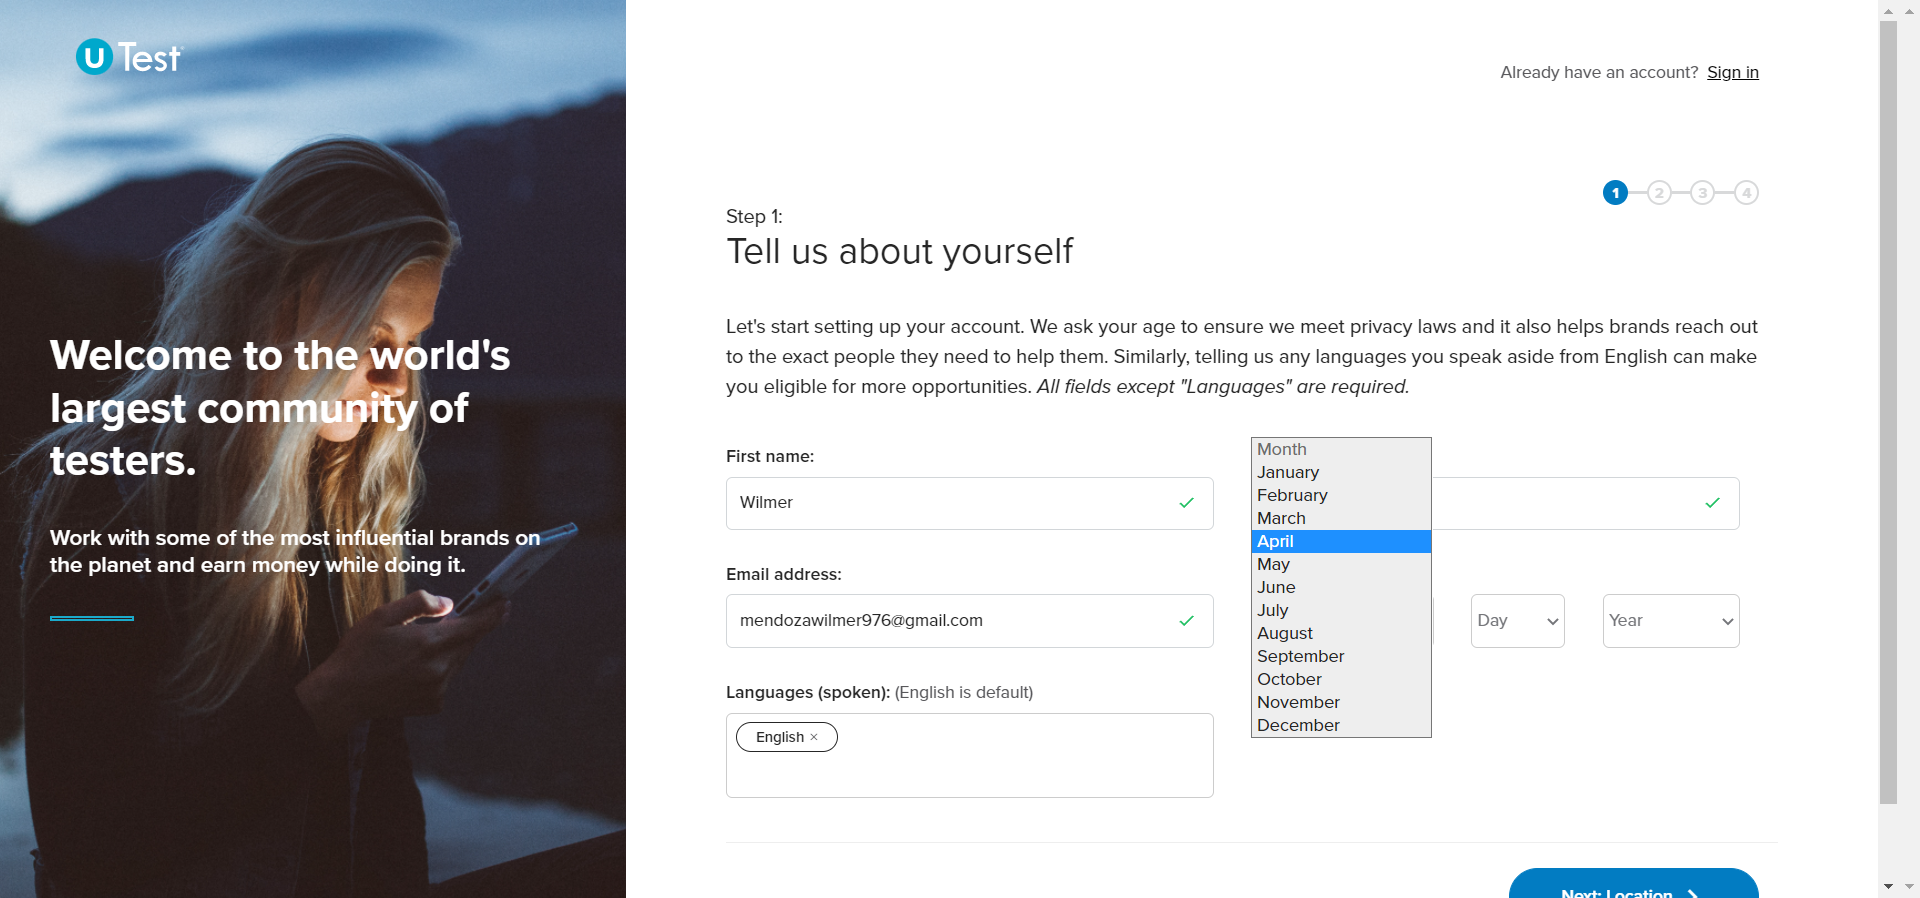 U Test
Welcome to the world's
largest community of
testers.
Work with some of the most influential brands on
the planet and earn money while doing it.
Already have an account? Sign in
1 2 3 4
Step 1:
Tell us about yourself
Let's start setting up your account. We ask your age to ensure we meet privacy laws and it also helps brands reach out
to the exact people they need to help them. Similarly, telling us any languages you speak aside from English can make
you eligible for more opportunities. All fields except "Languages" are required.
First name:
Wilmer
Email address:
mendozawilmer976@gmail.com
Languages (spoken): (English is default)
English ×
Month
January
February
March
April
May
June
July
August
September
October
November
December
Day
Year
Next: Location